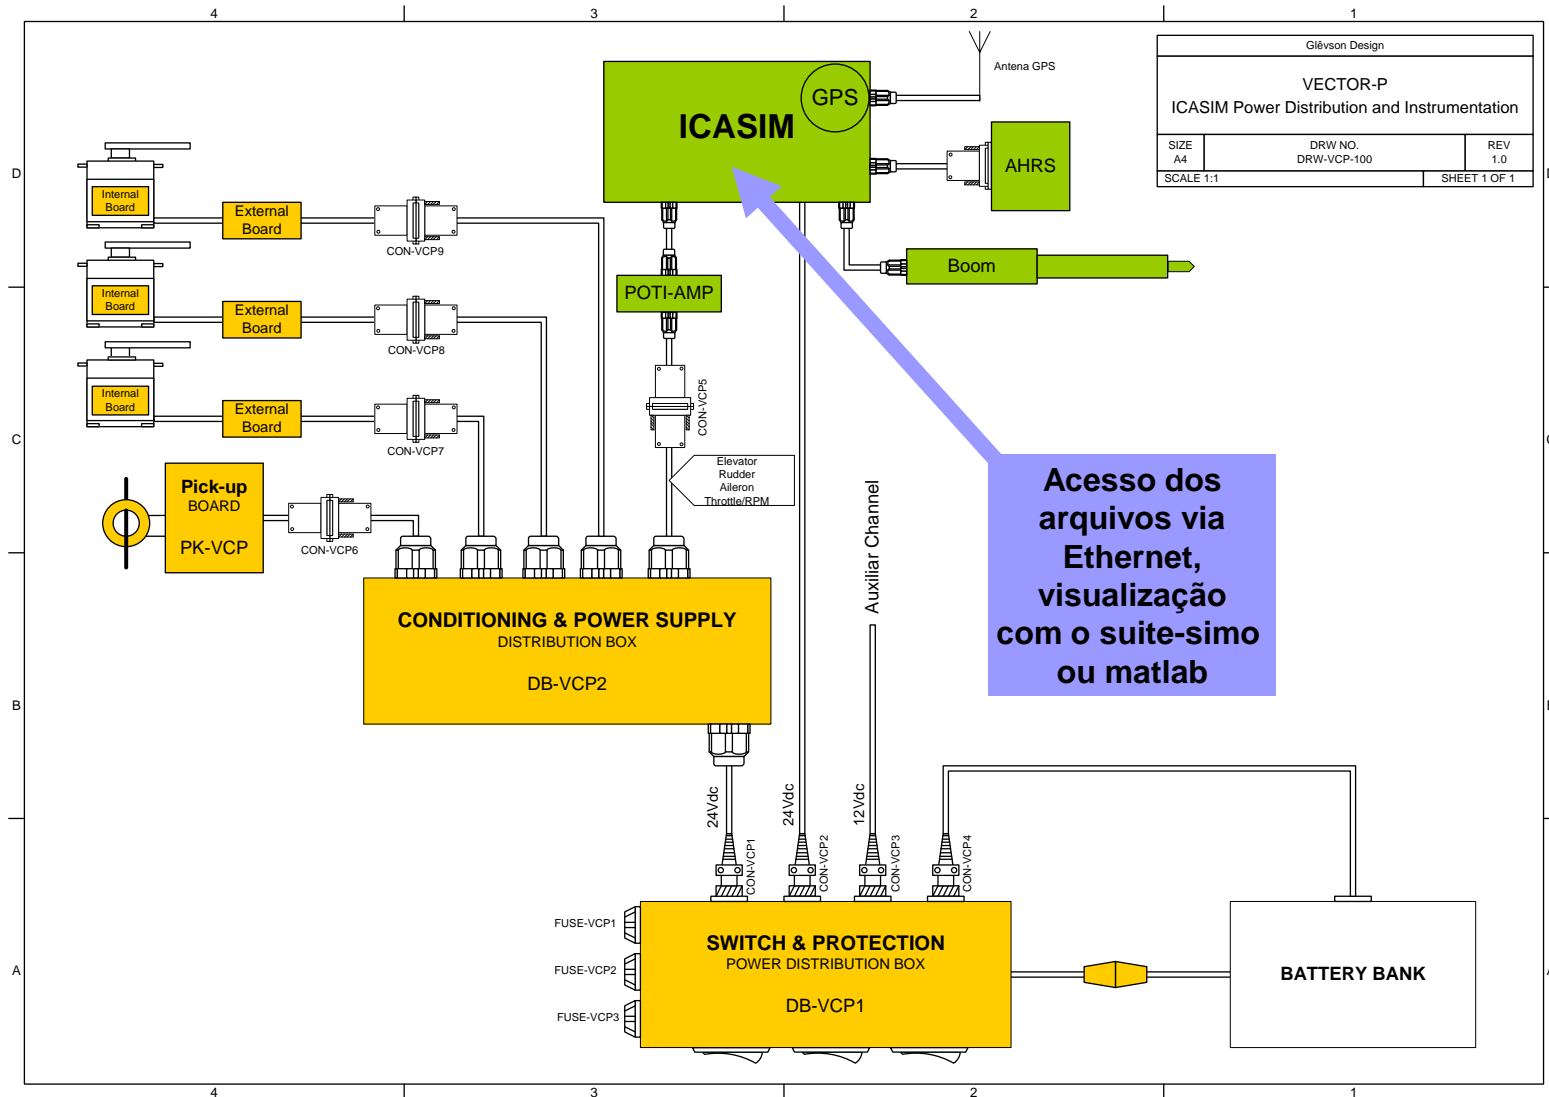 4
3
2
1
Glêvson Design
VECTOR-P
ICASIM Power Distribution and Instrumentation
SIZE
A4
DRW NO.
DRW-VCP-100
REV
1.0
SCALE 1:1
SHEET 1 OF 1
Antena GPS
GPS
ICASIM
AHRS
Boom
POTI-AMP
D
Internal
Board
External
Board
CON-VCP9
Internal
Board
External
Board
CON-VCP8
Internal
Board
External
Board
CON-VCP7
CON-VCP5
C
Elevator
Rudder
Aileron
Throttle/RPM
Pick-up
BOARD
PK-VCP
CON-VCP6
Auxiliar Channel
Acesso dos
arquivos via
Ethernet,
visualização
com o suite-simo
ou matlab
CONDITIONING & POWER SUPPLY
DISTRIBUTION BOX
DB-VCP2
B
24Vdc
24Vdc
12Vdc
CON-VCP1
CON-VCP2
CON-VCP3
CON-VCP4
FUSE-VCP1
FUSE-VCP2
FUSE-VCP3
SWITCH & PROTECTION
POWER DISTRIBUTION BOX
DB-VCP1
BATTERY BANK
A
4
3
2
1